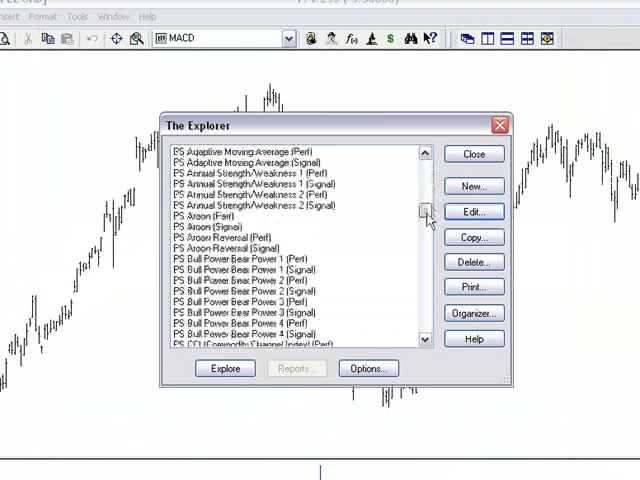 Format Tools Window Help
MACD
The Explorer
PS Adaptive Moving Average (Perf)
PS Adaptive Moving Average (Signal)
PS Annual Strength/Weakness 1 (Perf)
PS Annual Strength/Weakness 1 (Signal)
PS Annual Strength/Weakness 2 (Perf)
PS Annual Strength/Weakness 2 (Signal)
PS Aroon (Perf)
PS Aroon (Signal)
PS Aroon Reversal (Perf)
PS Aroon Reversal (Signal)
PS Bull Power Bear Power 1 (Perf)
PS Bull Power Bear Power 1 (Signal)
PS Bull Power Bear Power 2 (Perf)
PS Bull Power Bear Power 2 (Signal)
PS Bull Power Bear Power 3 (Perf)
PS Bull Power Bear Power 3 (Signal)
PS Bull Power Bear Power 4 (Perf)
PS Bull Power Bear Power 4 (Signal)
PS CCI (Commodity Channel Index) (Perf)
Close
New...
Edit...
Copy...
Delete...
Print...
Organizer...
Help
Explore
Reports...
Options...